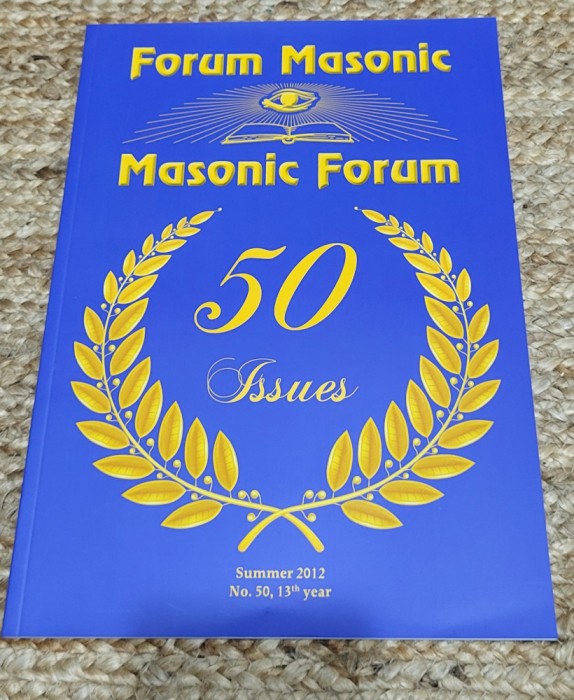 Forum Masonic
Masonic Forum
50
Issues
Summer 2012
No. 50, 13th year